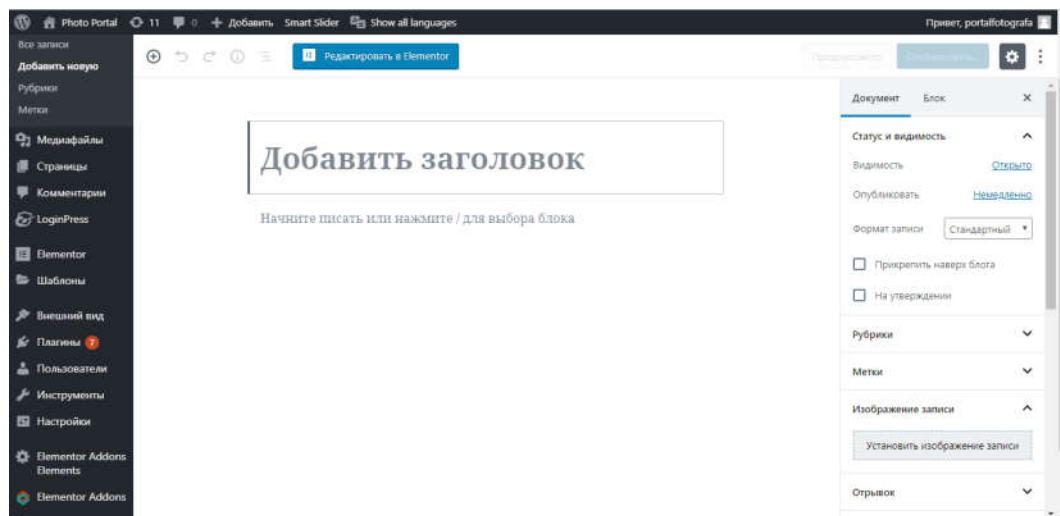 Photo Portal 11 0 + Добавить Smart Slider Show all languages Привет, portalfotografa
Все записи
Добавить новую
Рубрики
Метки
Медиафайлы
Страницы
Комментарии
LoginPress
Elementor
Шаблоны
Внешний вид
Плагины 7
Пользователи
Инструменты
Настройки
Elementor Addons
Elements
Elementor Addons
Редактировать в Elementor
Добавить заголовок
Начните писать или нажмите / для выбора блока
Документ Блок
Статус и видимость
Видимость Открыто
Опубликовать Немедленно
Формат записи Стандартный
Прикрепить наверх блога
На утверждении
Рубрики
Метки
Изображение записи
Установить изображение записи
Отрывок